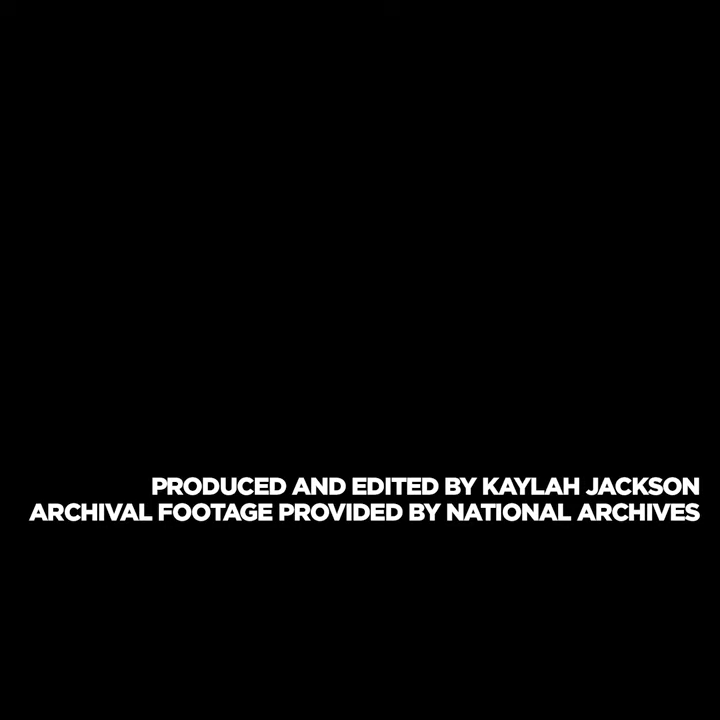 PRODUCED AND EDITED BY KAYLAH JACKSON
ARCHIVAL FOOTAGE PROVIDED BY NATIONAL ARCHIVES